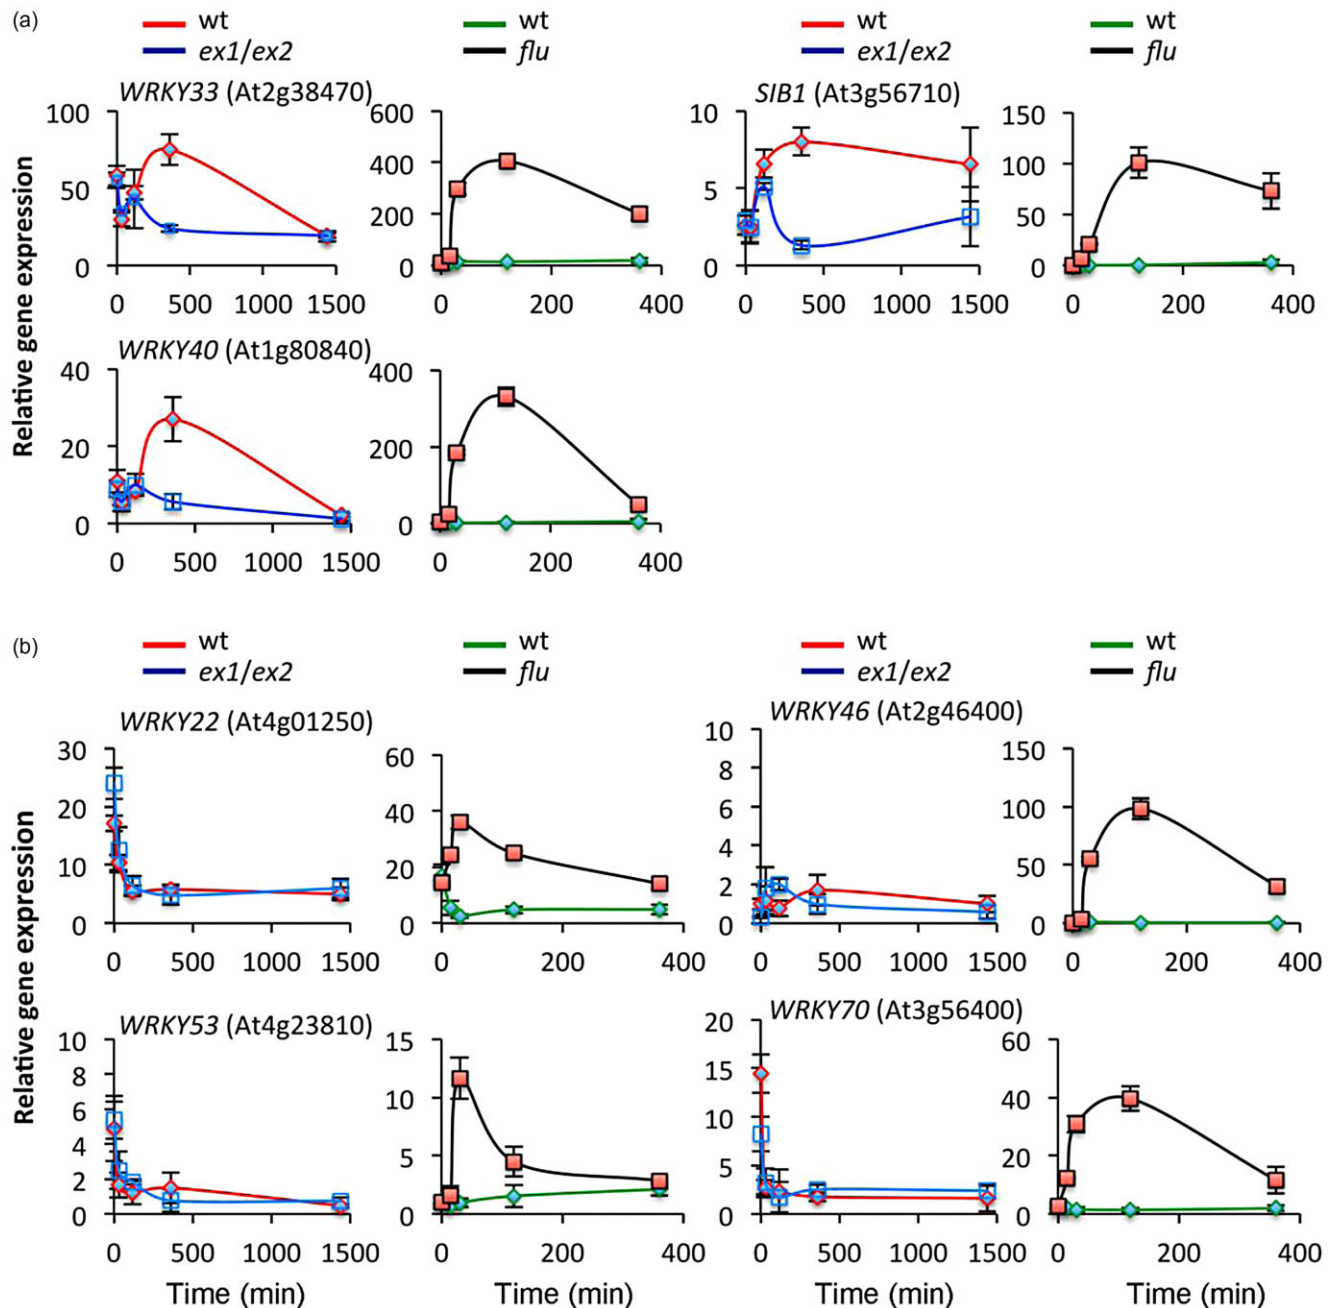 (a)
wt
ex1/ex2
wt
flu
wt
ex1/ex2
wt
flu
Relative gene expression
WRKY33 (At2g38470)
100
50
0
0 500 1000 1500
600
400
200
0
0 200 400
SIB1 (At3g56710)
10
5
0
0 500 1000 1500
150
100
50
0
0 200 400
WRKY40 (At1g80840)
40
20
0
0 500 1000 1500
400
200
0
0 200 400
(b)
wt
ex1/ex2
wt
flu
wt
ex1/ex2
wt
flu
Relative gene expression
WRKY22 (At4g01250)
30
20
10
0
0 500 1000 1500
60
40
20
0
0 200 400
WRKY46 (At2g46400)
10
8
6
4
2
0
0 500 1000 1500
150
100
50
0
0 200 400
WRKY53 (At4g23810)
10
8
6
4
2
0
0 500 1000 1500
Time (min)
15
10
5
0
0 200 400
Time (min)
WRKY70 (At3g56400)
20
15
10
5
0
0 500 1000 1500
Time (min)
60
40
20
0
0 200 400
Time (min)